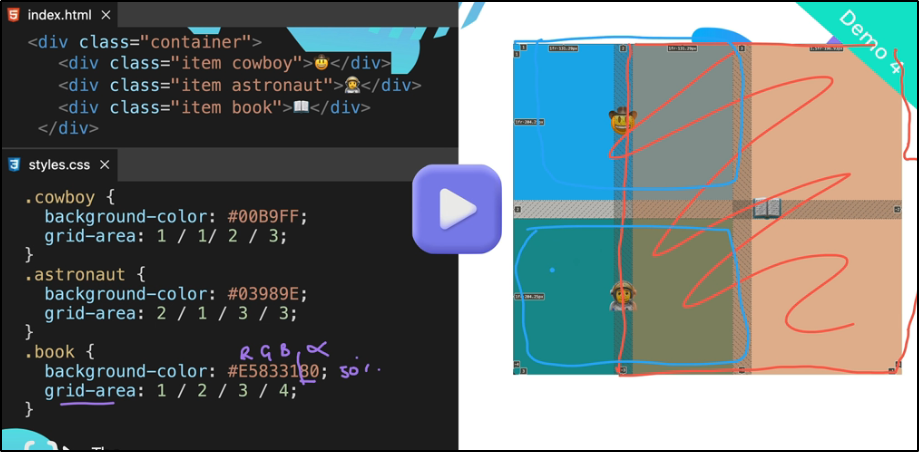 index.html ×
<div class="container">
<div class="item cowboy">🤠</div>
<div class="item astronaut">👩‍🚀</div>
<div class="item book">📖</div>
</div>
styles.css ×
.cowboy {
background-color: #00B9FF;
grid-area: 1 / 1/ 2 / 3;
}
.astronaut {
background-color: #03989E;
grid-area: 2 / 1 / 3 / 3;
}
.book {
R G B, α
background-color: #E5833180; 50%
grid-area: 1 / 2 / 3 / 4;
}
Demo 4